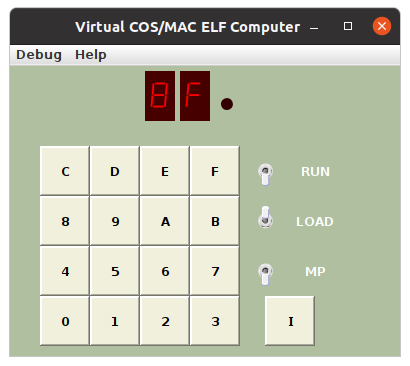 Virtual COS/MAC ELF Computer
Debug Help
8F
C D E F RUN
8 9 A B LOAD
4 5 6 7 MP
0 1 2 3 I